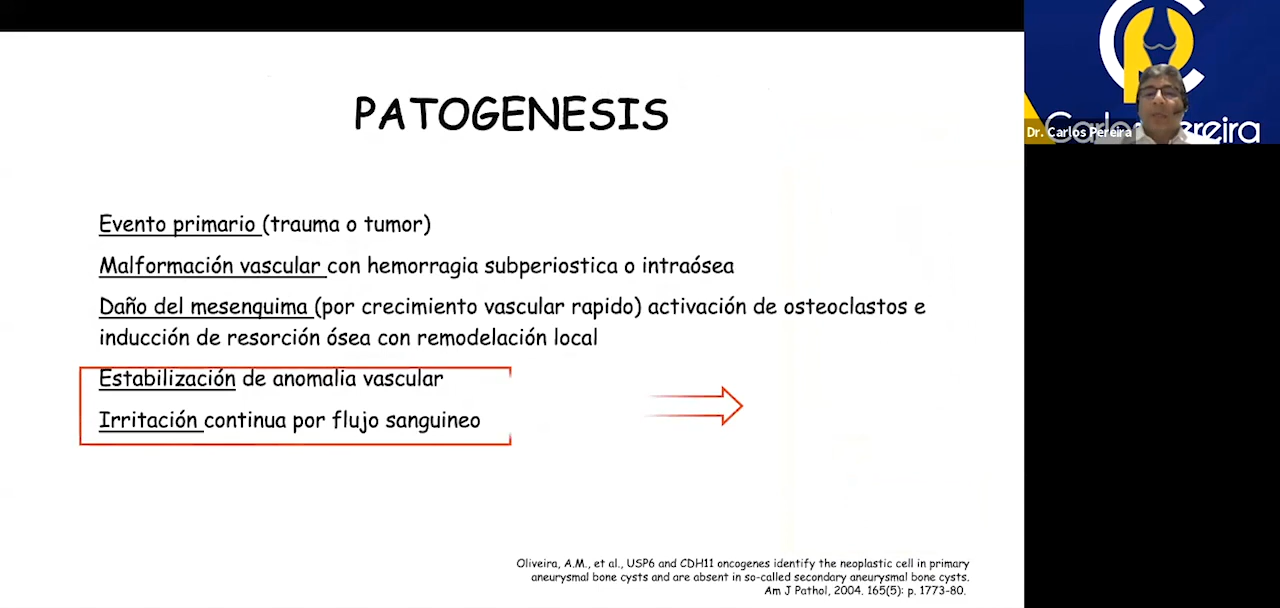 PATOGENESIS
Evento primario (trauma o tumor)
Malformación vascular con hemorragia subperiostica o intraósea
Daño del mesenquima (por crecimiento vascular rapido) activación de osteoclastos e
inducción de resorción ósea con remodelación local
Estabilización de anomalia vascular
Irritación continua por flujo sanguineo
Oliveira, A.M., et al., USP6 and CDH11 oncogenes identify the neoplastic cell in primary
aneurysmal bone cysts and are absent in so-called secondary aneurysmal bone cysts.
Am J Pathol, 2004. 165(5): p. 1773-80.
Dr. Carlos Pereira